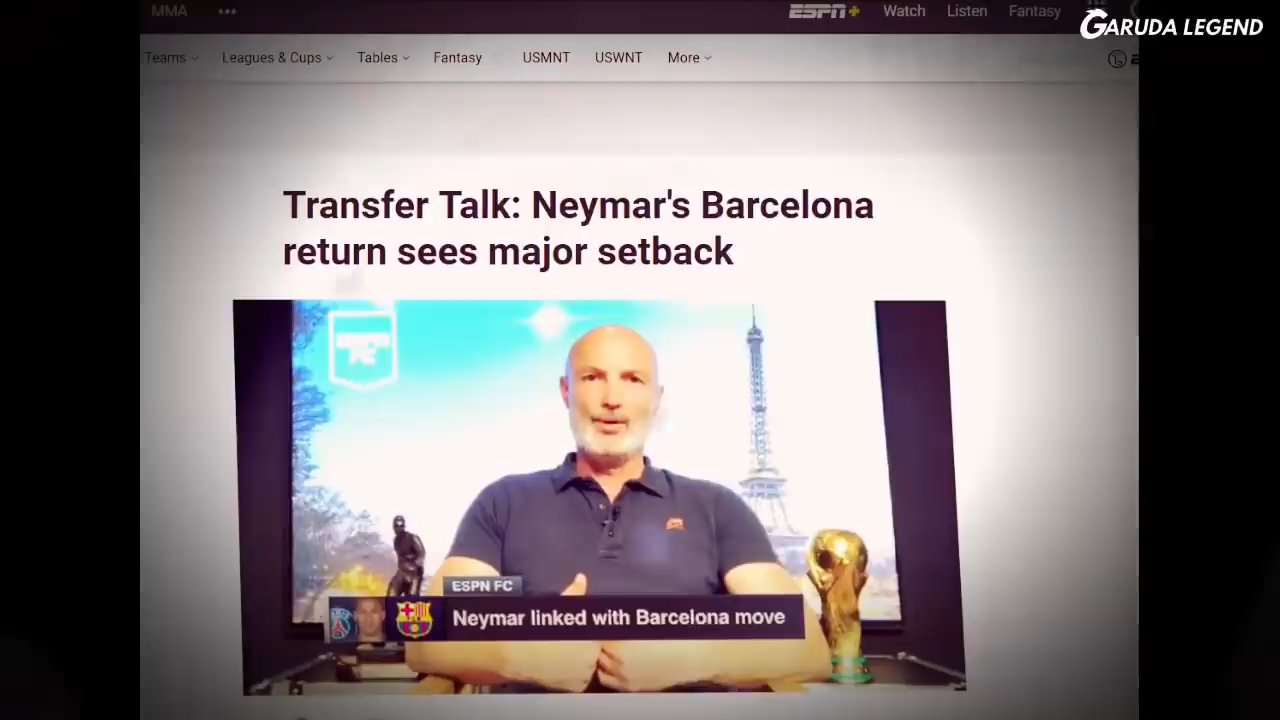 MMA
ESPN+ Watch Listen Fantasy
GARUDA LEGEND
Teams Leagues & Cups Tables Fantasy USMNT USWNT More
Transfer Talk: Neymar's Barcelona
return sees major setback
ESPN FC
Neymar linked with Barcelona move